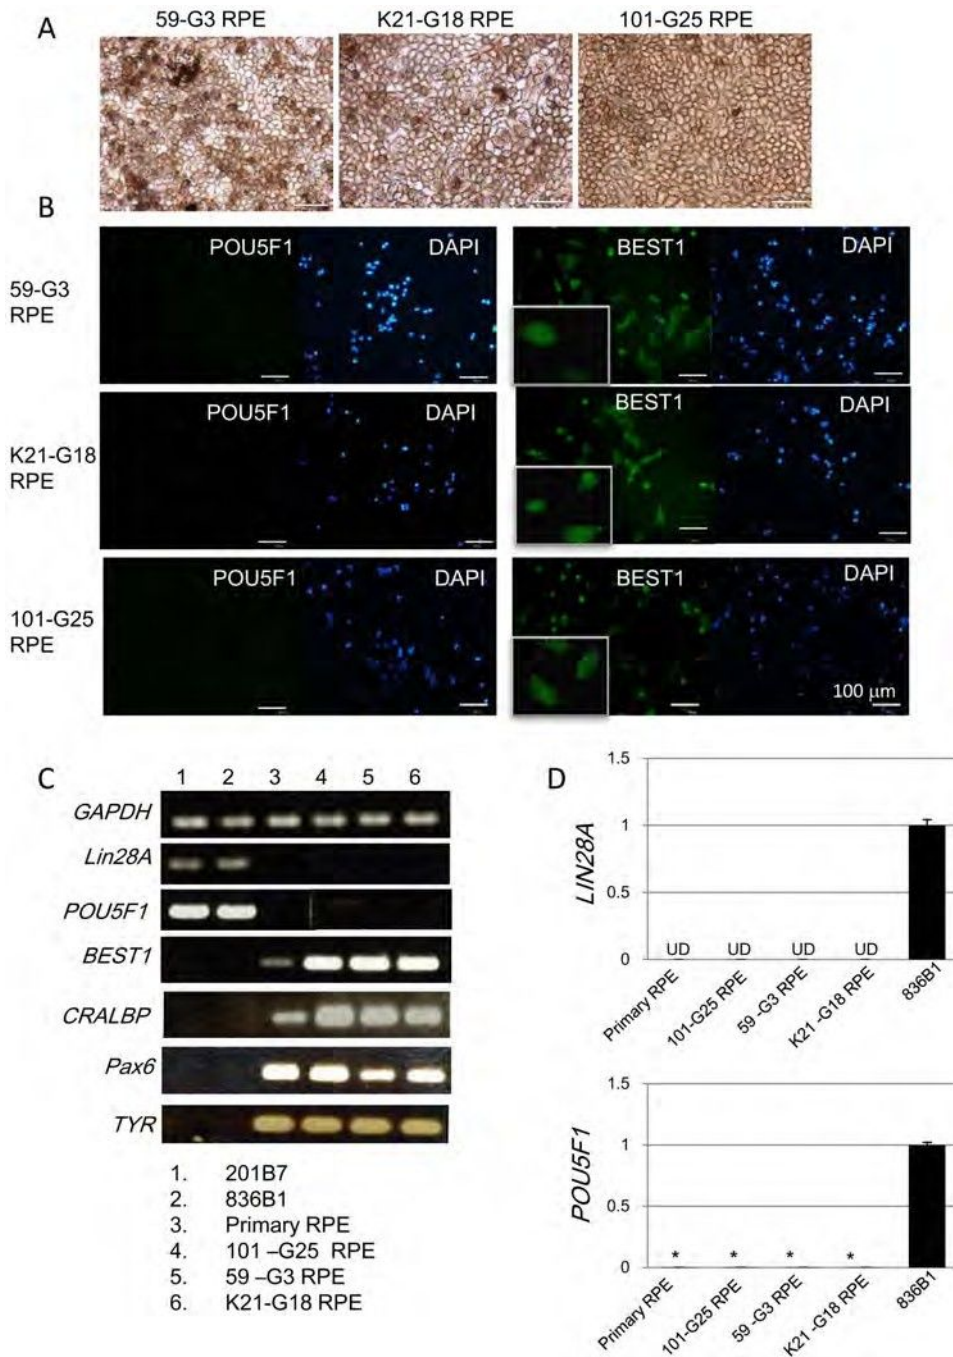 A
59-G3 RPE
K21-G18 RPE
101-G25 RPE
B
59-G3
RPE
POU5F1
DAPI
BEST1
DAPI
K21-G18
RPE
POU5F1
DAPI
BEST1
DAPI
101-G25
RPE
POU5F1
DAPI
BEST1
DAPI
100 μm
C
1 2 3 4 5 6
GAPDH
Lin28A
POU5F1
BEST1
CRALBP
Pax6
TYR
1. 201B7
2. 836B1
3. Primary RPE
4. 101 –G25 RPE
5. 59 –G3 RPE
6. K21-G18 RPE
D
LIN28A
1.5
1
0.5
0
UD UD UD UD
Primary RPE
101-G25 RPE
59 -G3 RPE
K21 -G18 RPE
836B1
POU5F1
1.5
1
0.5
0
* * * *
Primary RPE
101-G25 RPE
59 -G3 RPE
K21 -G18 RPE
836B1